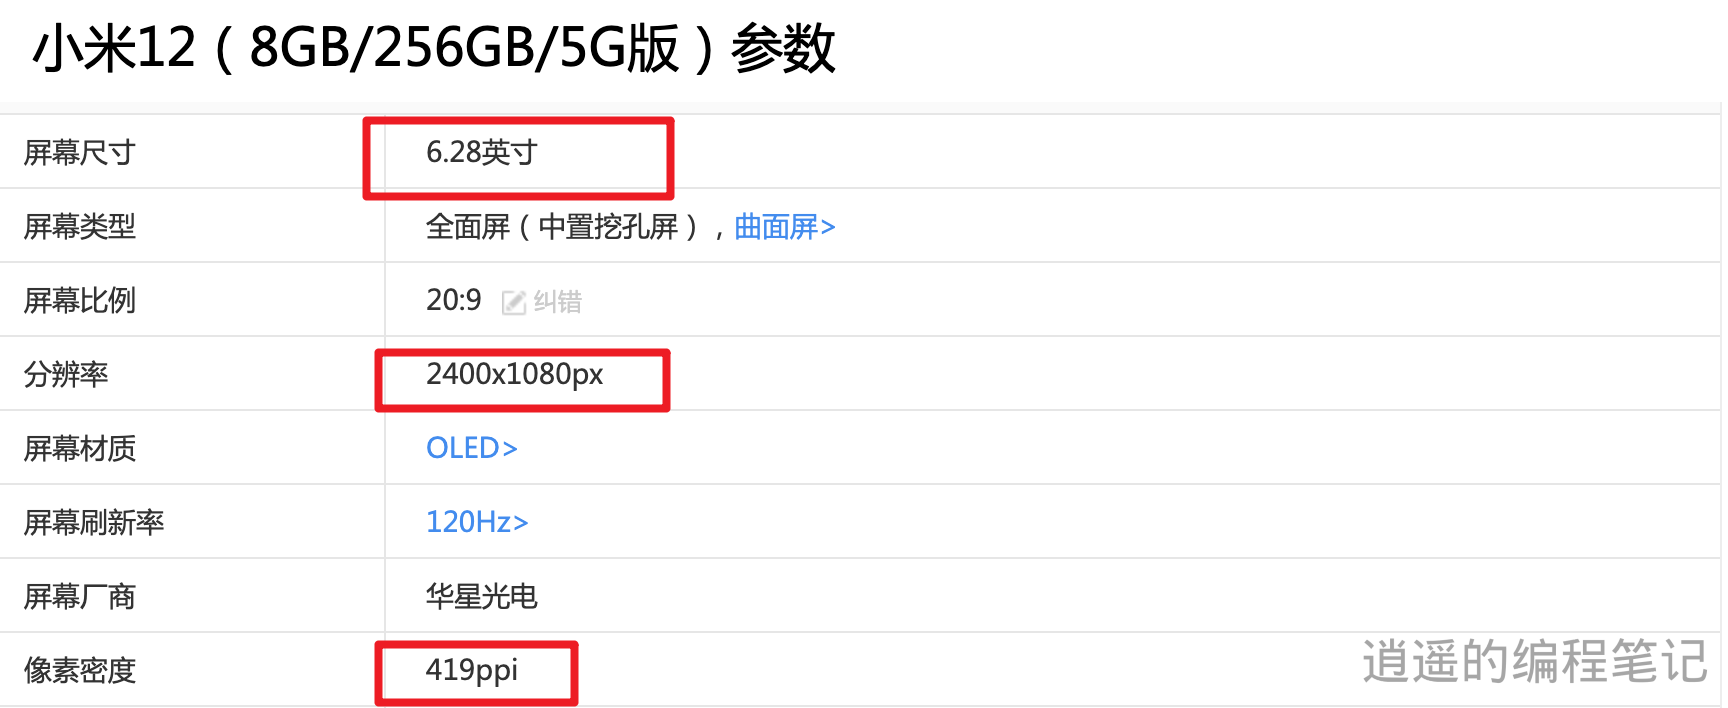 小米12（8GB/256GB/5G版）参数
屏幕尺寸 6.28英寸
屏幕类型 全面屏（中置挖孔屏），曲面屏>
屏幕比例 20:9 纠错
分辨率 2400x1080px
屏幕材质 OLED>
屏幕刷新率 120Hz>
屏幕厂商 华星光电
像素密度 419ppi
逍遥的编程笔记